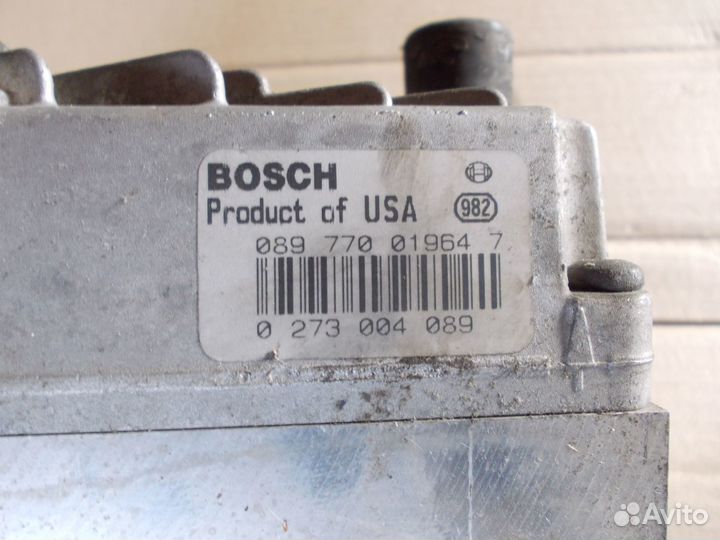 BOSCH
Product of USA 982
089 770 01964 7
0 273 004 089
Avito